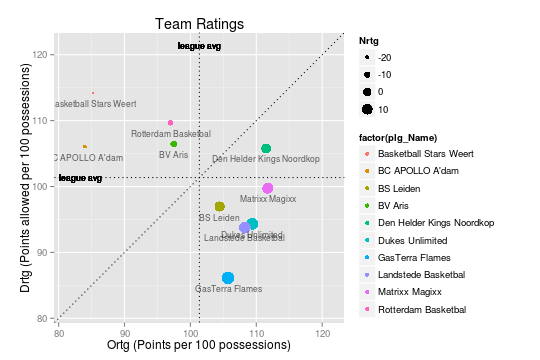 Team Ratings
Drtg (Points allowed per 100 possessions)
120
110
100
90
80
league avg
league avg
asketball Stars Weert
Rotterdam Basketbal
BV Aris
C APOLLO A'dam
Den Helder Kings Noordkop
Matrixx Magixx
BS Leiden
Dukes Unlimited
Landstede Basketbal
GasTerra Flames
80
90
100
110
120
Ortg (Points per 100 possessions)
Nrtg
-20
-10
0
10
factor(plg_Name)
Basketball Stars Weert
BC APOLLO A'dam
BS Leiden
BV Aris
Den Helder Kings Noordkop
Dukes Unlimited
GasTerra Flames
Landstede Basketbal
Matrixx Magixx
Rotterdam Basketbal